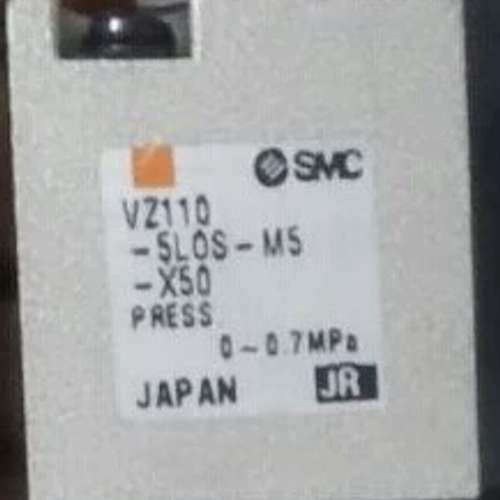 SMC
VZ110
-5LOS-M5
-X50
PRESS
0~0.7MPa
JAPAN JR